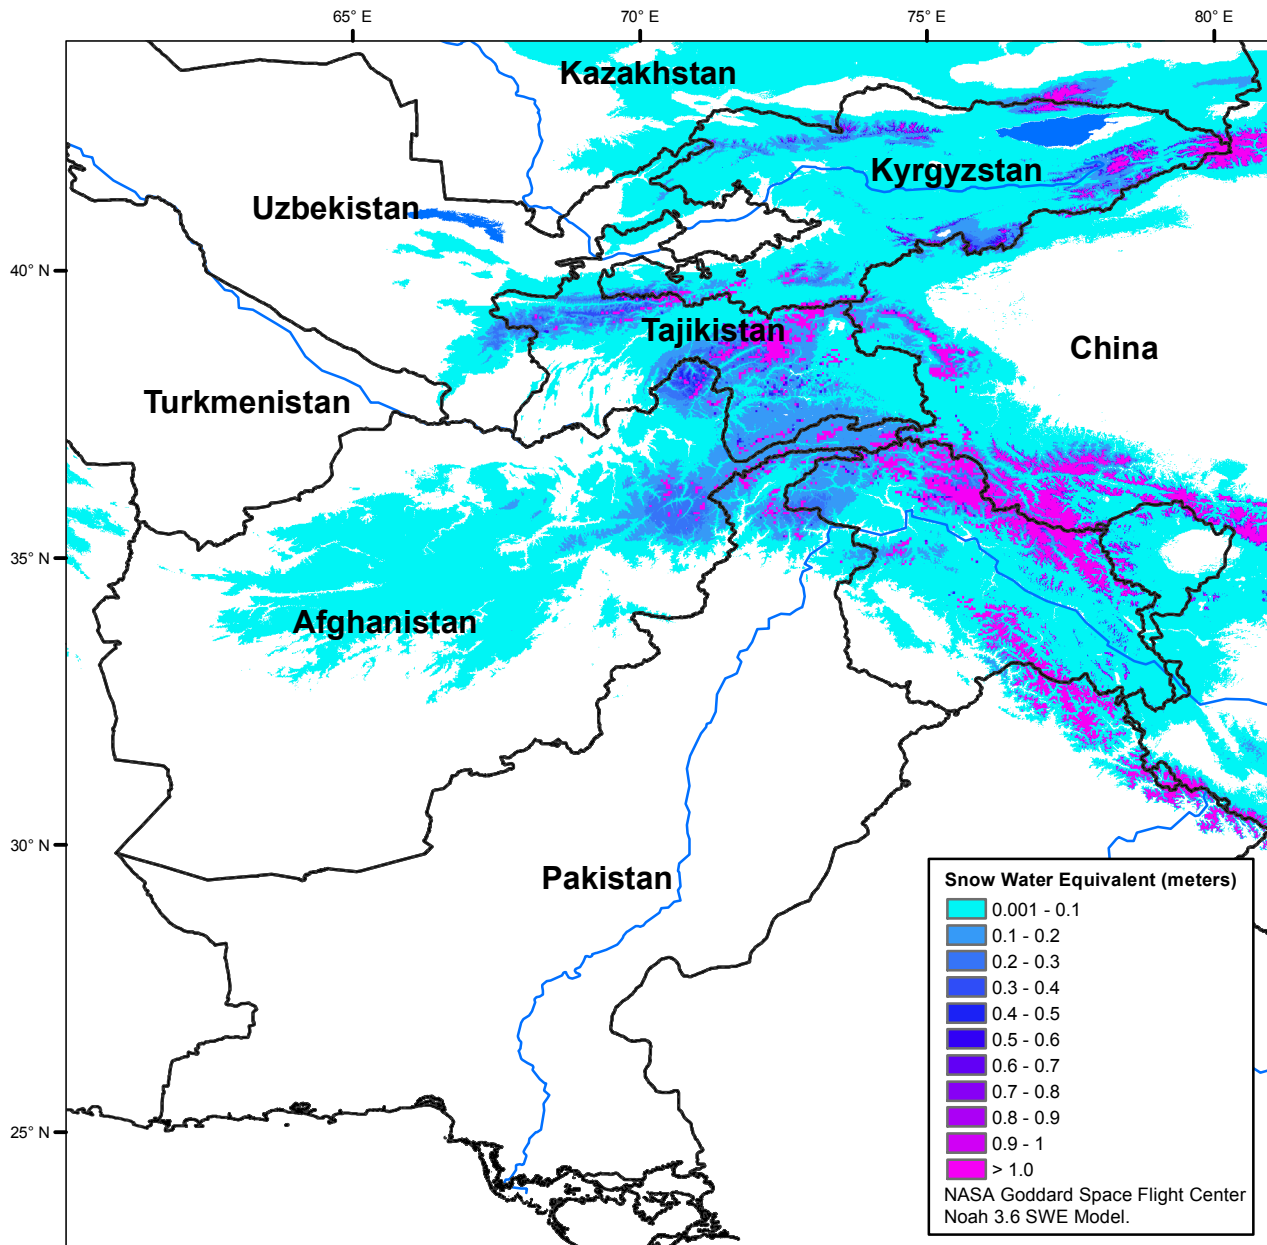 65° E
70° E
75° E
80° E
Kazakhstan
Kyrgyzstan
Uzbekistan
40° N
Tajikistan
China
Turkmenistan
35° N
Afghanistan
30° N
Pakistan
25° N
Snow Water Equivalent (meters)
0.001 - 0.1
0.1 - 0.2
0.2 - 0.3
0.3 - 0.4
0.4 - 0.5
0.5 - 0.6
0.6 - 0.7
0.7 - 0.8
0.8 - 0.9
0.9 - 1
> 1.0
NASA Goddard Space Flight Center
Noah 3.6 SWE Model.